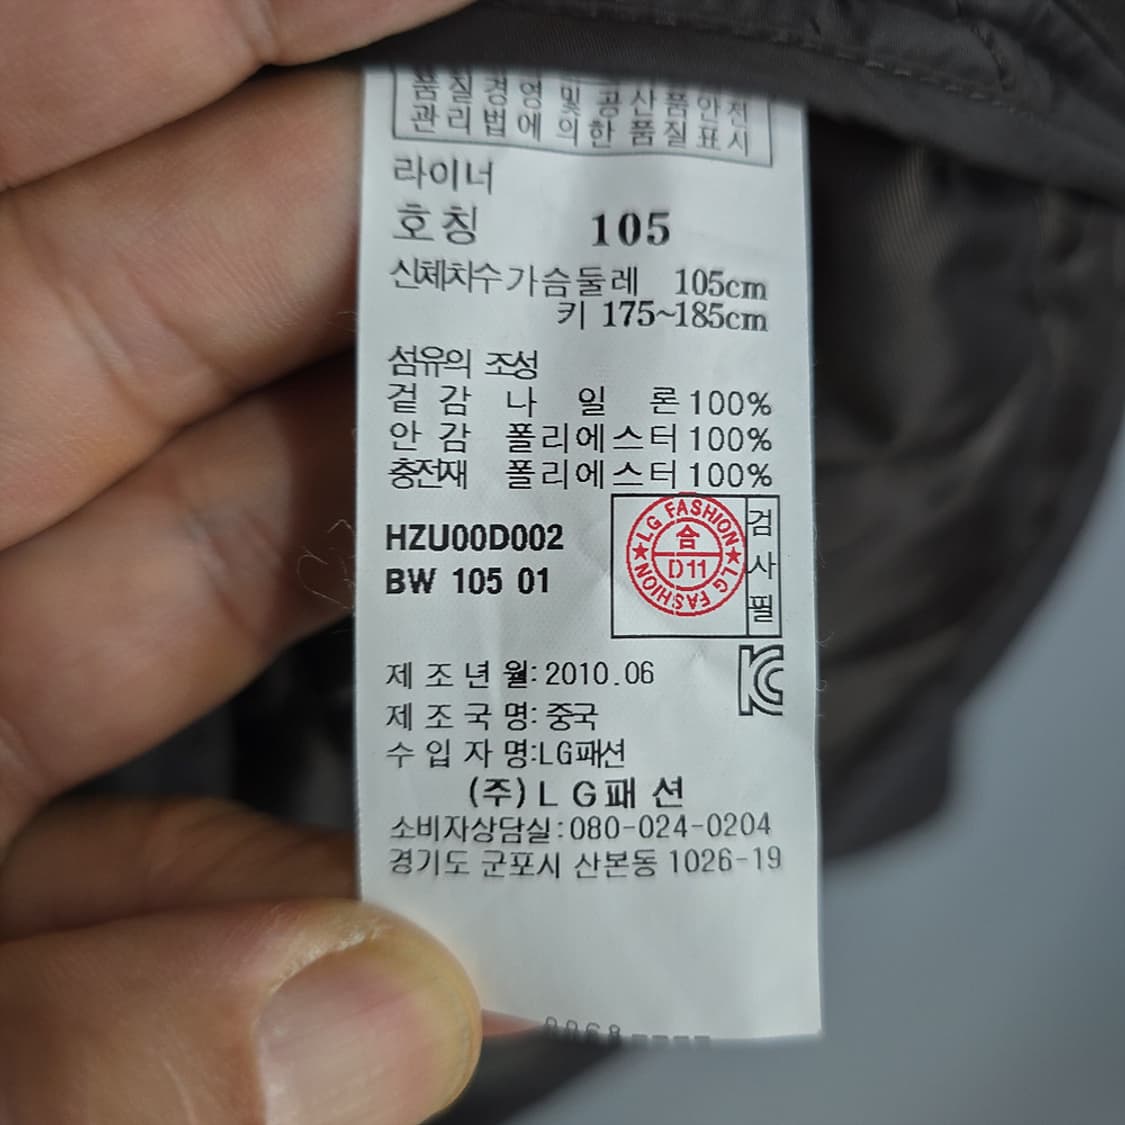 품질경영 및 공산품안전
관리법에 의한 품질표시
라이너
호칭 105
신체치수 가슴둘레 105cm
키 175~185cm
섬유의 조성
겉감 나일론 100%
안감 폴리에스터 100%
충전재 폴리에스터 100%
HZU00D002
BW 105 01
LG FASHION
合
D11
LG FASHION
검사필
제조년월: 2010.06
KC
제조국명: 중국
수입자명:LG패션
(주)LG패션
소비자상담실:080-024-0204
경기도 군포시 산본동 1026-19